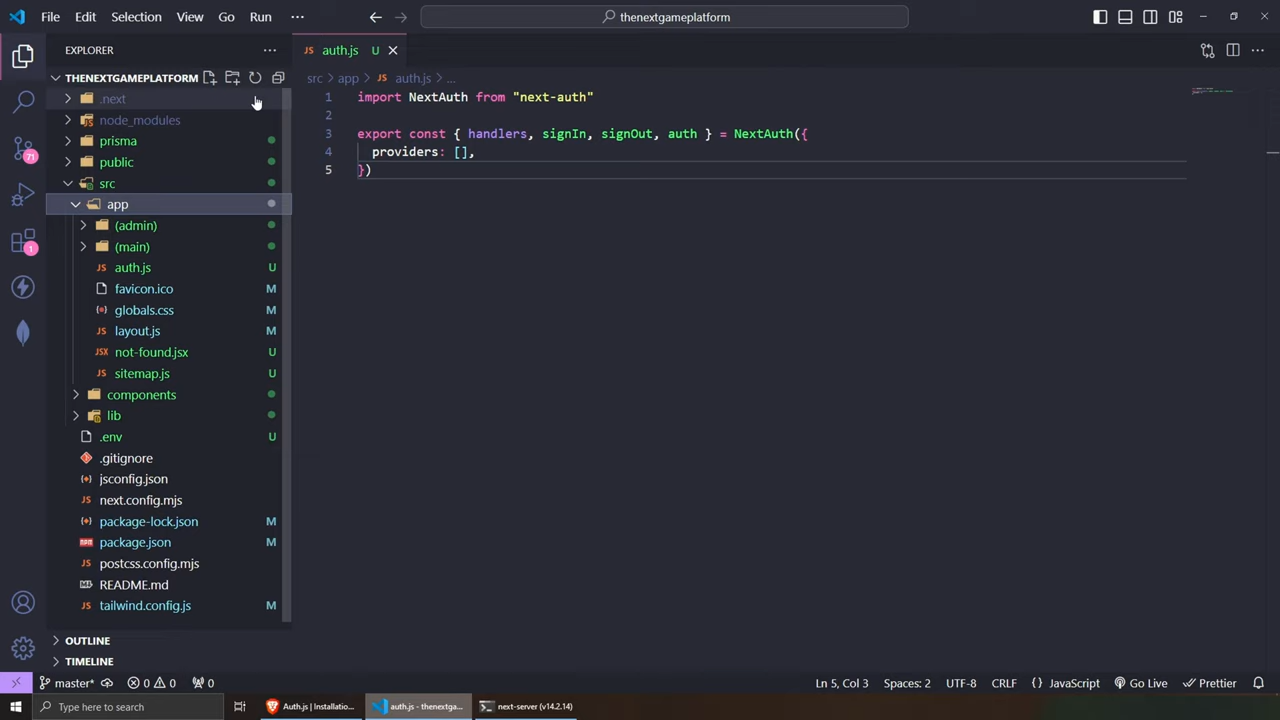 File Edit Selection View Go Run
thenextgameplatform
EXPLORER
THENEXTGAMEPLATFORM
.next
node_modules
prisma
public
src
app
(admin)
(main)
JS auth.js U
favicon.ico M
globals.css M
JS layout.js M
JSX not-found.jsx U
JS sitemap.js U
components
lib
.env U
.gitignore
jsconfig.json
JS next.config.mjs
package-lock.json M
package.json M
JS postcss.config.mjs
README.md
JS tailwind.config.js M
OUTLINE
TIMELINE
71
1
JS auth.js U
src > app > JS auth.js > ...
1 import NextAuth from "next-auth"
2
3 export const { handlers, signIn, signOut, auth } = NextAuth({
4 providers: [],
5 })
master* 0 0 0 Ln 5, Col 3 Spaces: 2 UTF-8 CRLF {} JavaScript Go Live Prettier
Type here to search Auth.js | Installatio... auth.js - thenextga... next-server (v14.2.14)